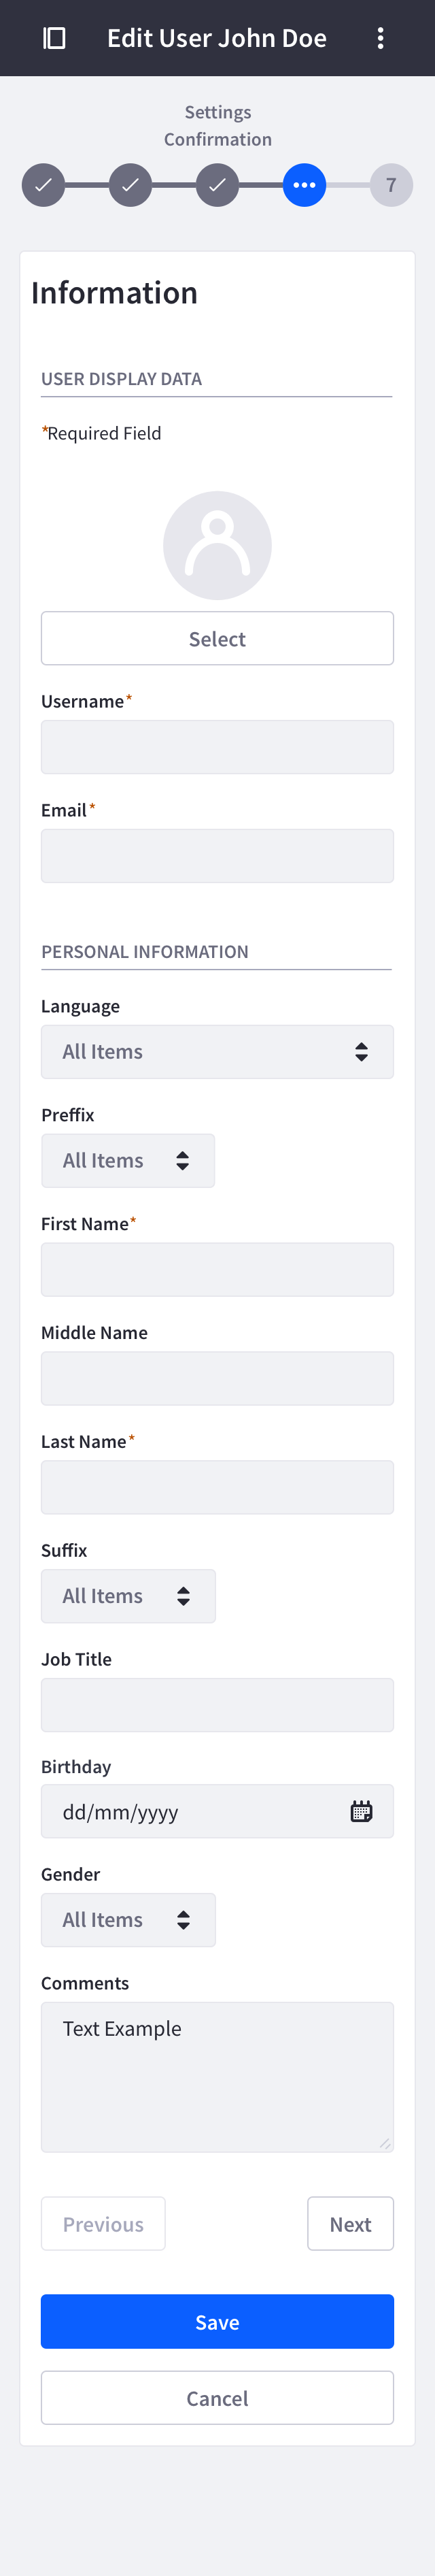 Edit User John Doe
Settings
Confirmation
7
Information
USER DISPLAY DATA
*Required Field
Select
Username*
Email*
PERSONAL INFORMATION
Language
All Items
Preffix
All Items
First Name*
Middle Name
Last Name*
Suffix
All Items
Job Title
Birthday
dd/mm/yyyy
Gender
All Items
Comments
Text Example
Previous
Next
Save
Cancel